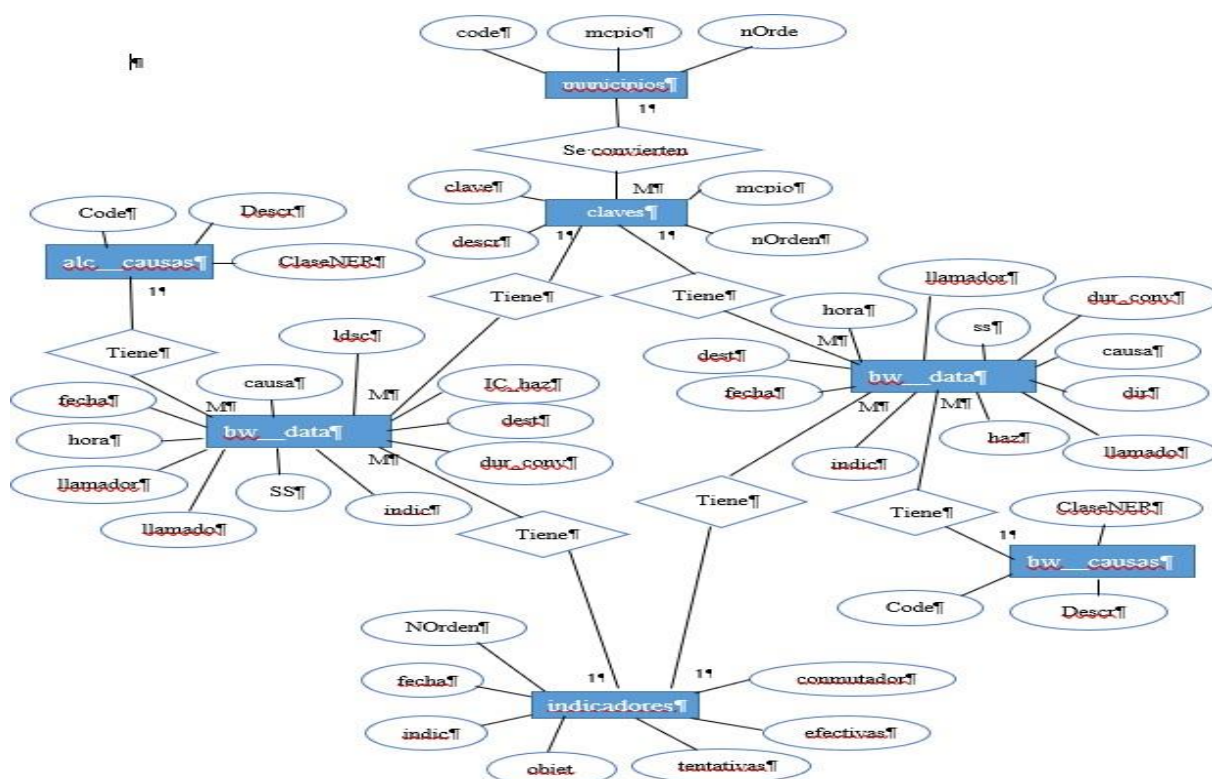 code¶
mcpio¶
nOrde
¶
municipios¶
1¶
Se·convierten
M¶
clave¶
mcpio¶
claves¶
descr¶
nOrden¶
1¶
1¶
Code¶
Descr¶
alc__causas¶
ClaseNER¶
1¶
Tiene¶
Tiene¶
Tiene¶
llamador¶
dur_conv¶
hora¶
ss¶
dest¶
M¶
causa¶
fecha¶
bw__data¶
dir¶
M¶
M¶
haz¶
llamado¶
indic¶
ldsc¶
causa¶
M¶
IC_haz¶
fecha¶
M¶
dest¶
hora¶
bw__data¶
M¶
dur_conv¶
llamador¶
SS¶
indic¶
llamado¶
Tiene¶
Tiene¶
Tiene¶
ClaseNER¶
1¶
bw__causas¶
Code¶
Descr¶
NOrden¶
1¶
1¶
fecha¶
conmutador¶
indicadores¶
indic¶
efectivas¶
objet
tentativas¶